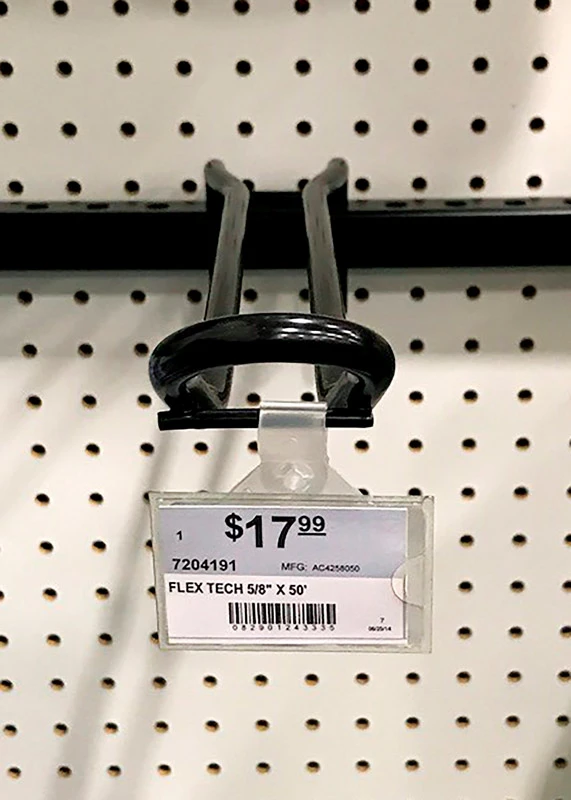 1 $17.99
7204191 MFG: AC4258050
FLEX TECH 5/8" X 50'
082901243335
7
06/25/14